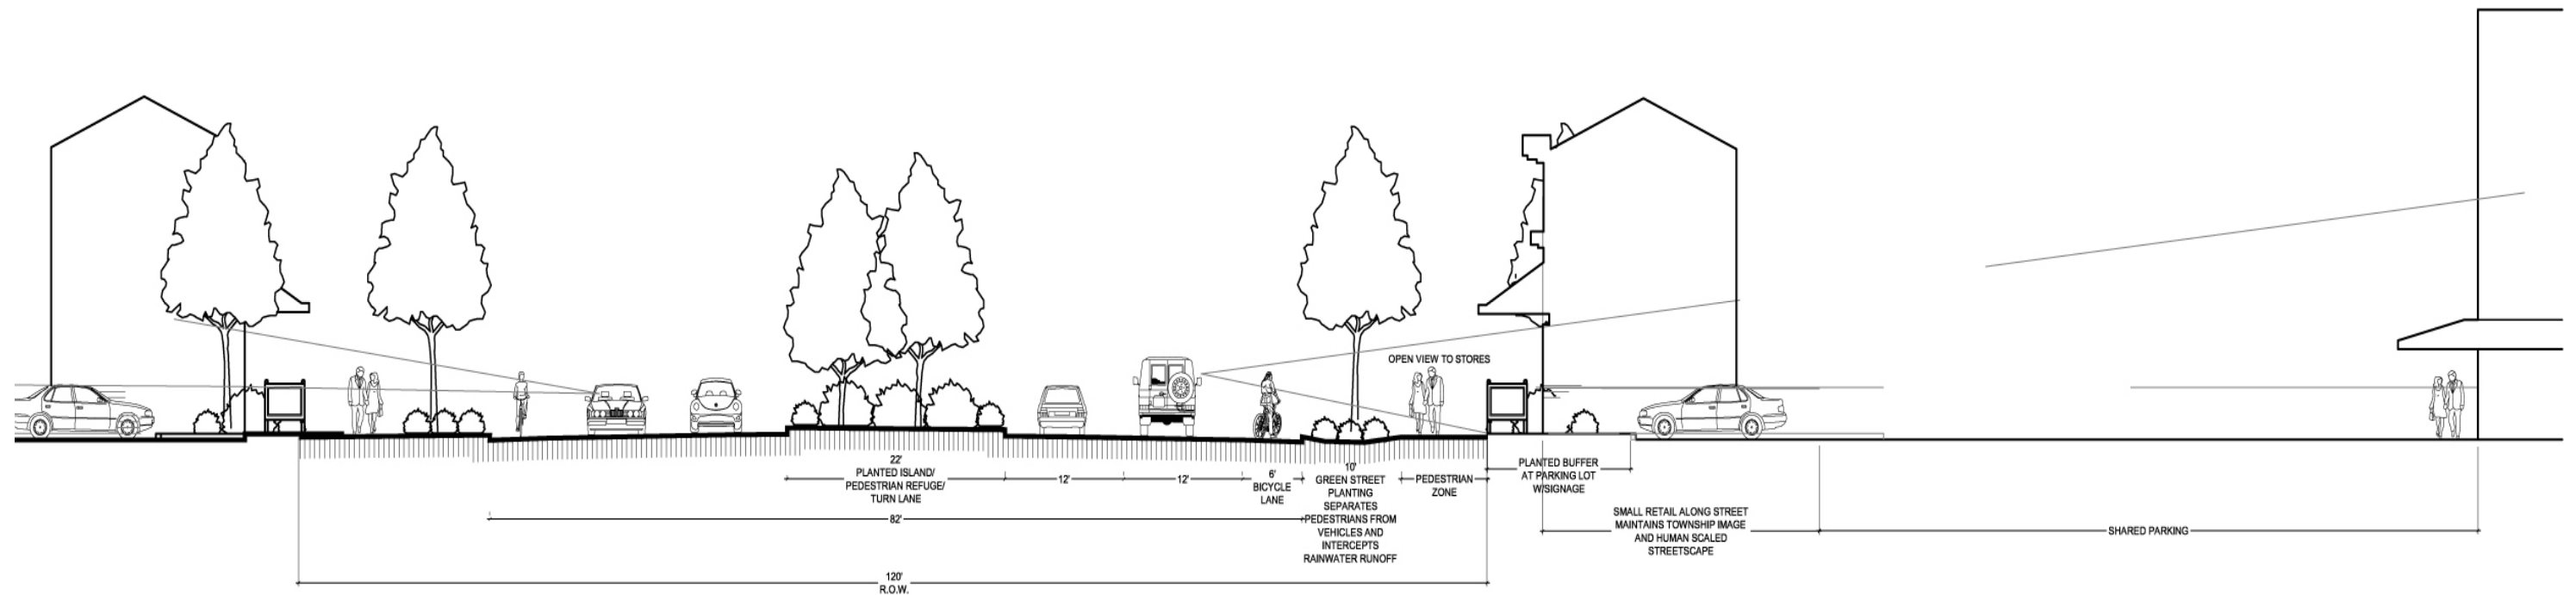 OPEN VIEW TO STORES
22'
PLANTED ISLAND/
PEDESTRIAN REFUGE/
TURN LANE
12'
12'
6'
BICYCLE
LANE
10'
GREEN STREET
PLANTING
SEPARATES
PEDESTRIANS FROM
VEHICLES AND
INTERCEPTS
RAINWATER RUNOFF
PEDESTRIAN
ZONE
PLANTED BUFFER
AT PARKING LOT
W/SIGNAGE
82'
SMALL RETAIL ALONG STREET
MAINTAINS TOWNSHIP IMAGE
AND HUMAN SCALED
STREETSCAPE
SHARED PARKING
120'
R.O.W.